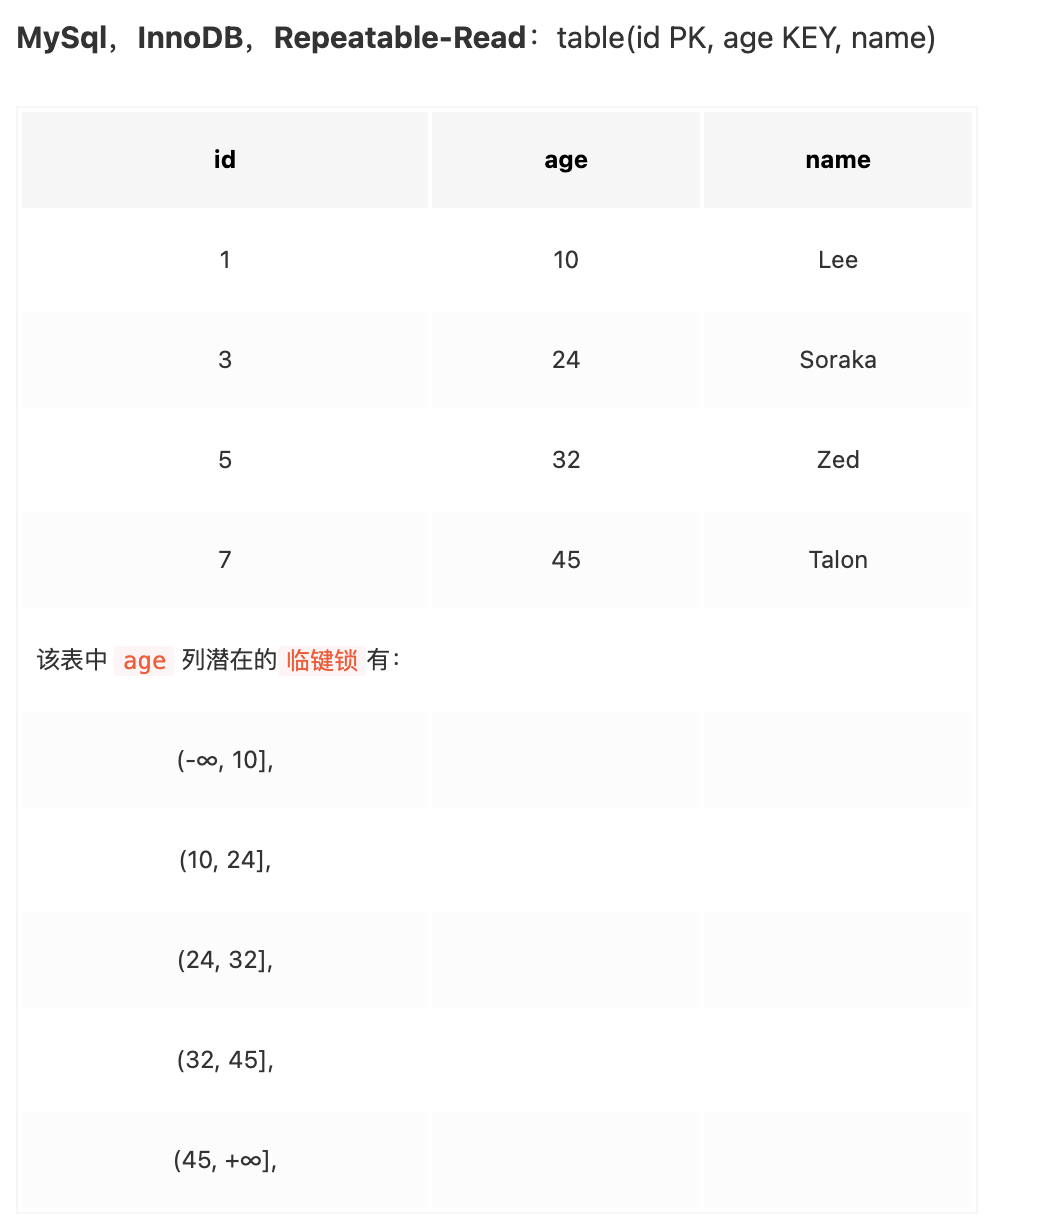 MySql，InnoDB，Repeatable-Read：table(id PK, age KEY, name)
id age name
1 10 Lee
3 24 Soraka
5 32 Zed
7 45 Talon
该表中 age 列潜在的 临键锁 有：
(-∞, 10],
(10, 24],
(24, 32],
(32, 45],
(45, +∞],